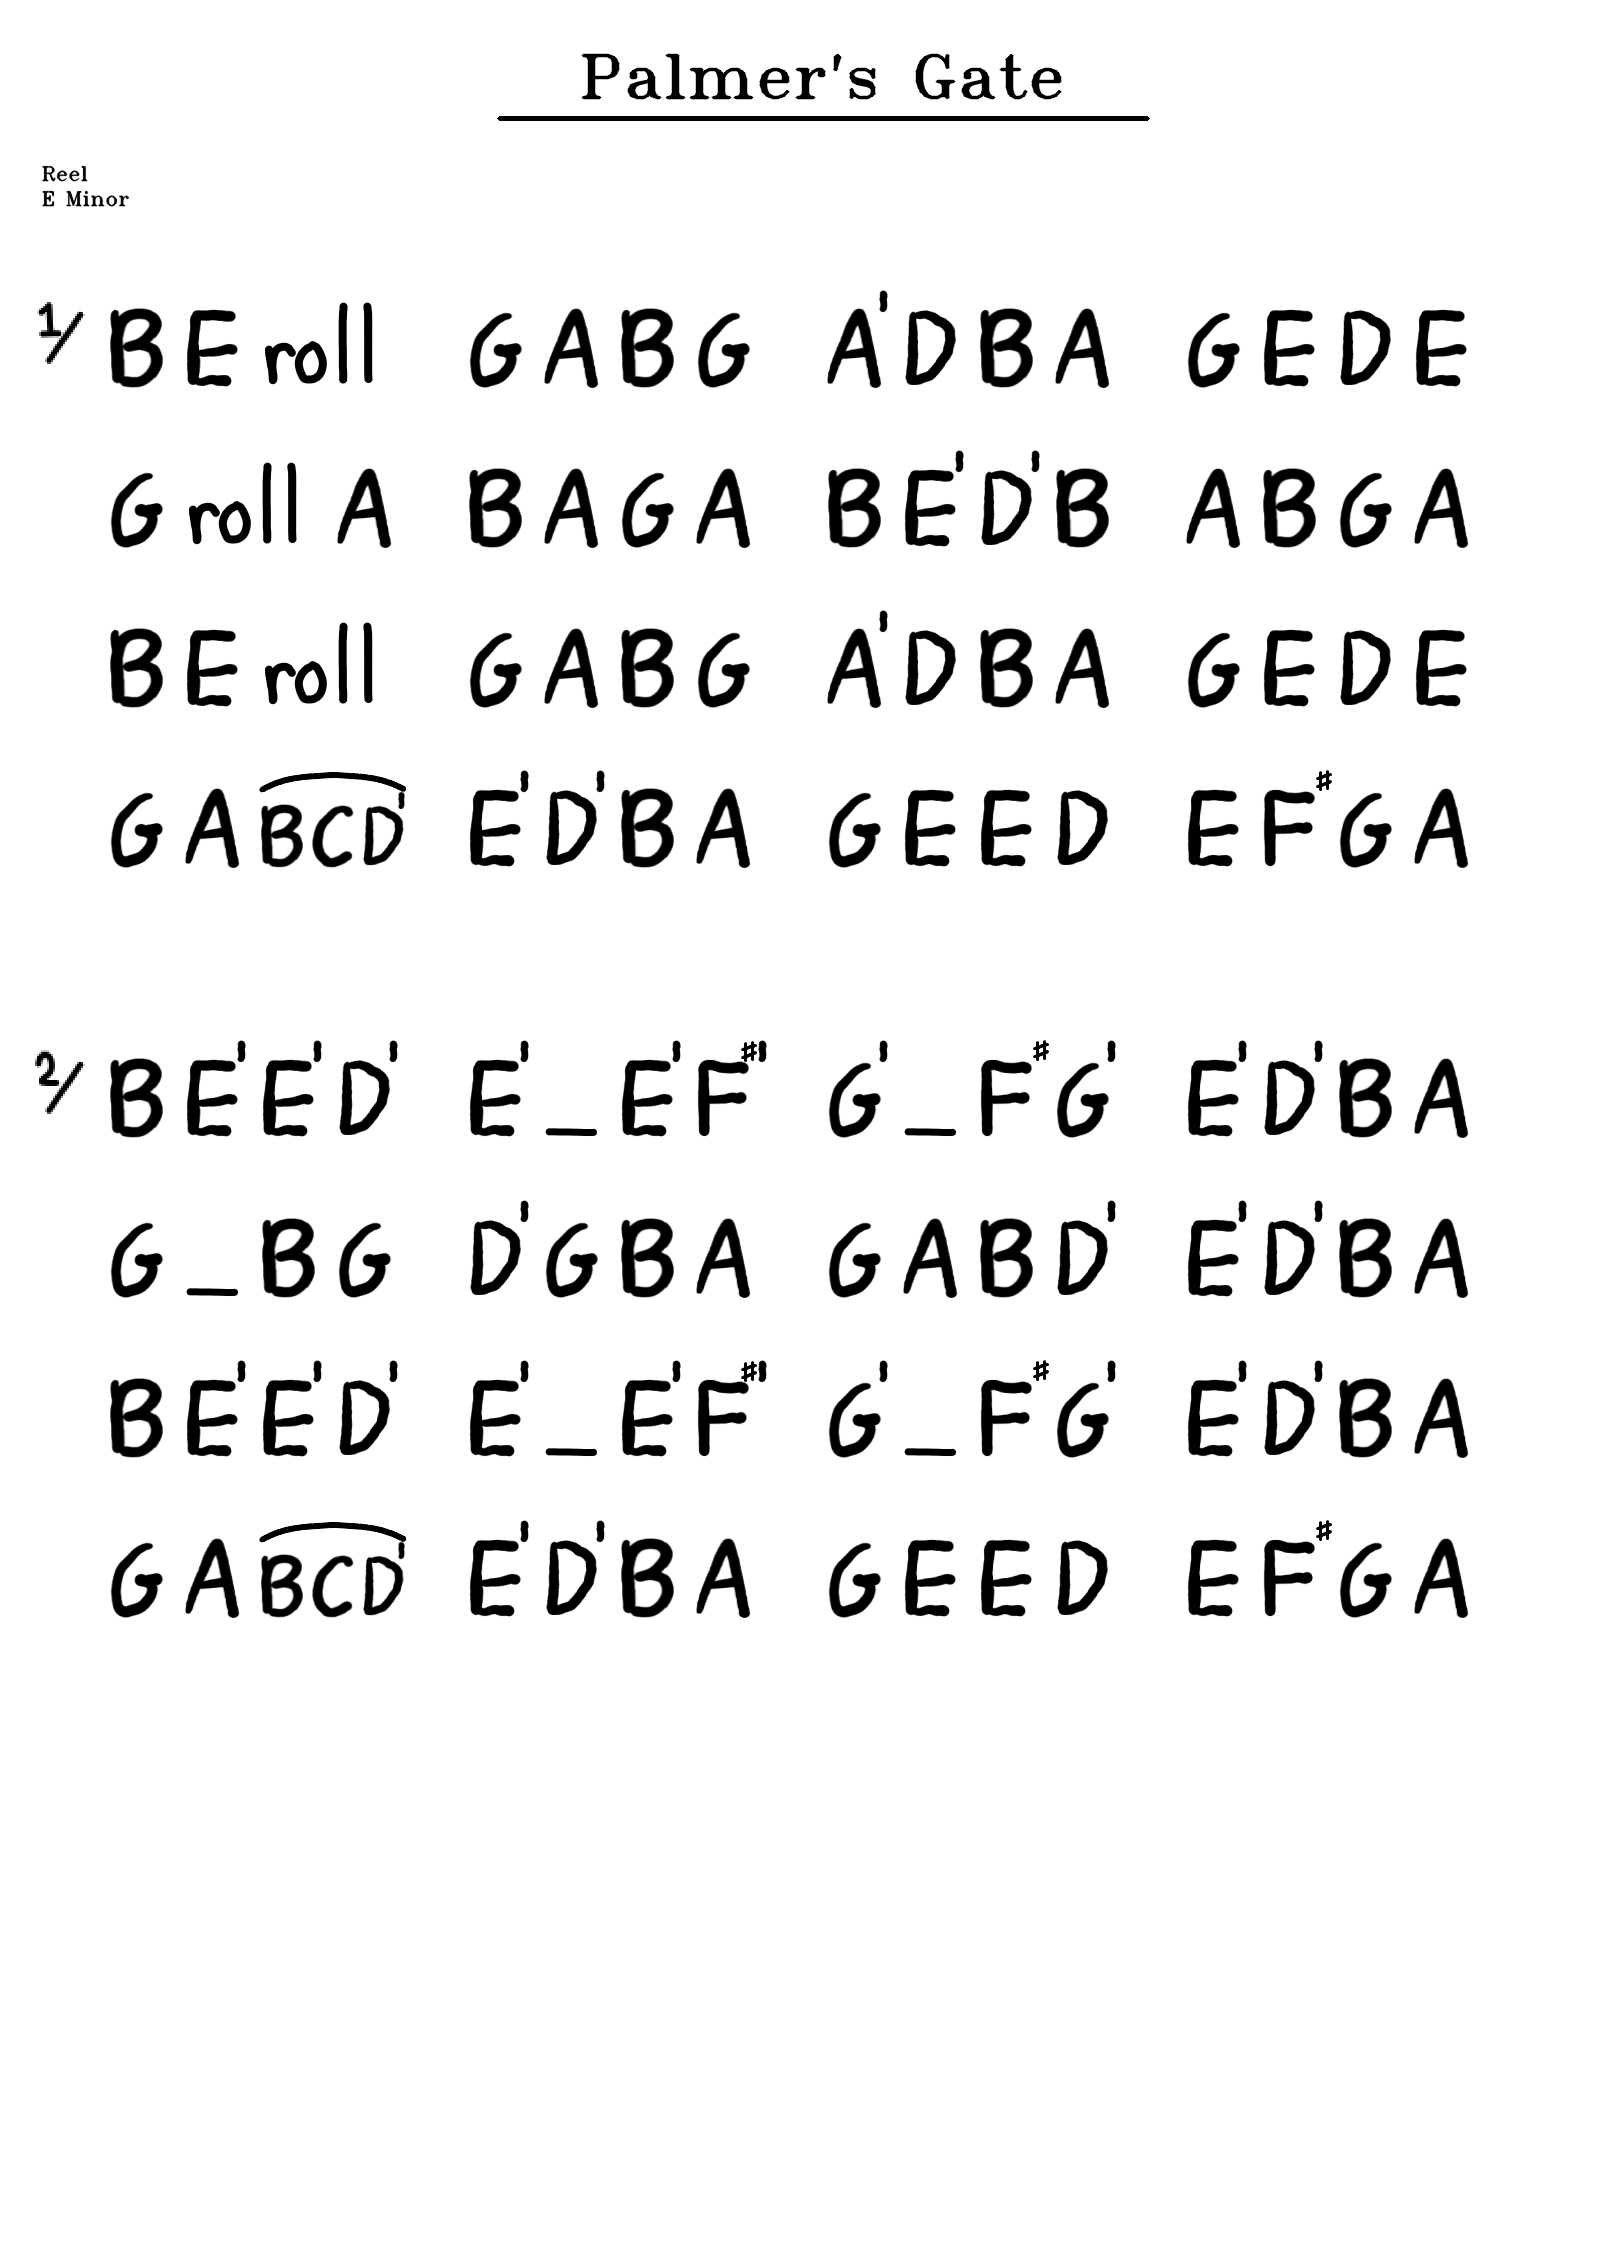 Palmer's Gate
Reel
E Minor
1/ B E roll G A B G A' D B A G E D E
G roll A B A G A B E' D' B A B G A
B E roll G A B G A' D B A G E D E
G A B C D' E' D' B A G E E D E F♯ G A
2/ B E' E' D' E' _ E' F♯' G' _ F♯ G' E' D' B A
G _ B G D' G B A G A B D' E' D' B A
B E' E' D' E' _ E' F♯' G' _ F♯ G' E' D' B A
G A B C D' E' D' B A G E E D E F♯ G A